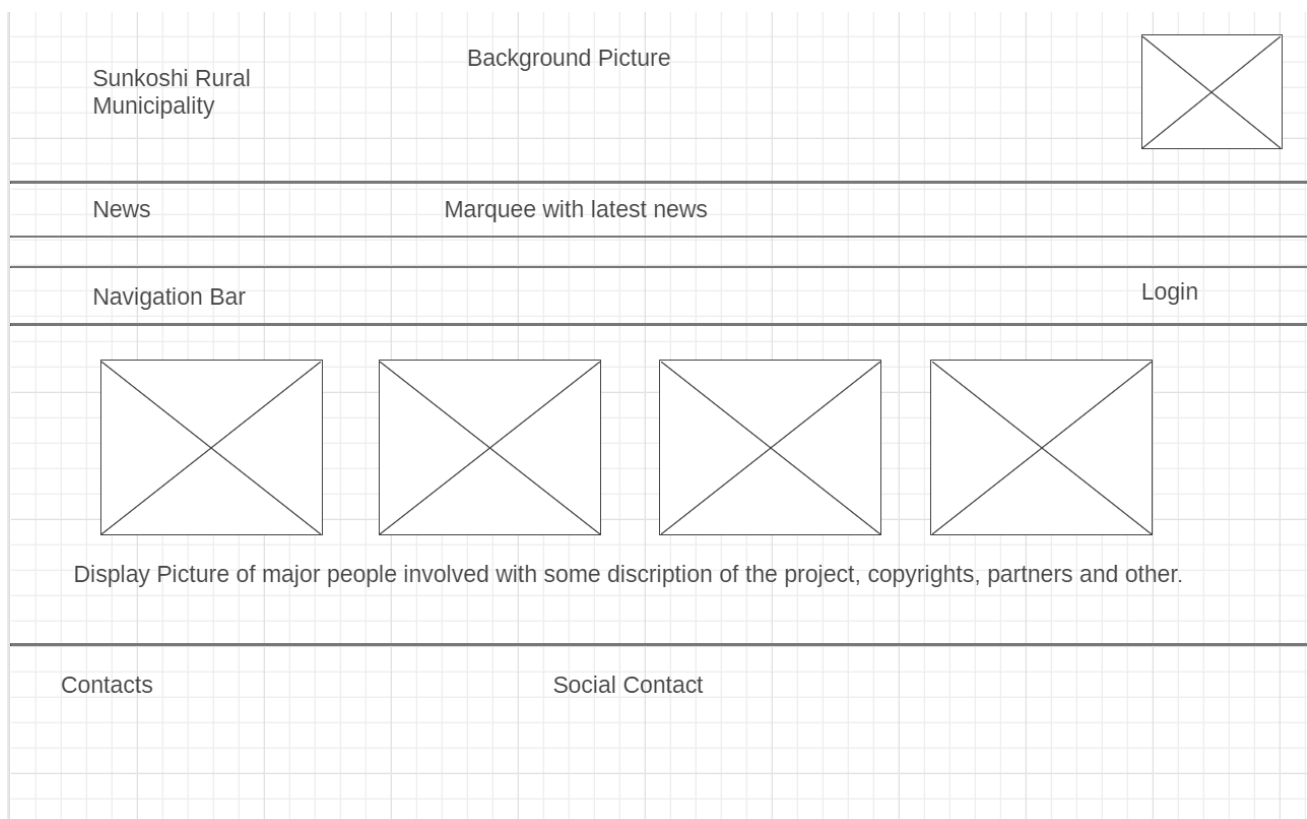 Background Picture
Sunkoshi Rural
Municipality
News
Marquee with latest news
Navigation Bar
Login
Display Picture of major people involved with some discription of the project, copyrights, partners and other.
Contacts
Social Contact